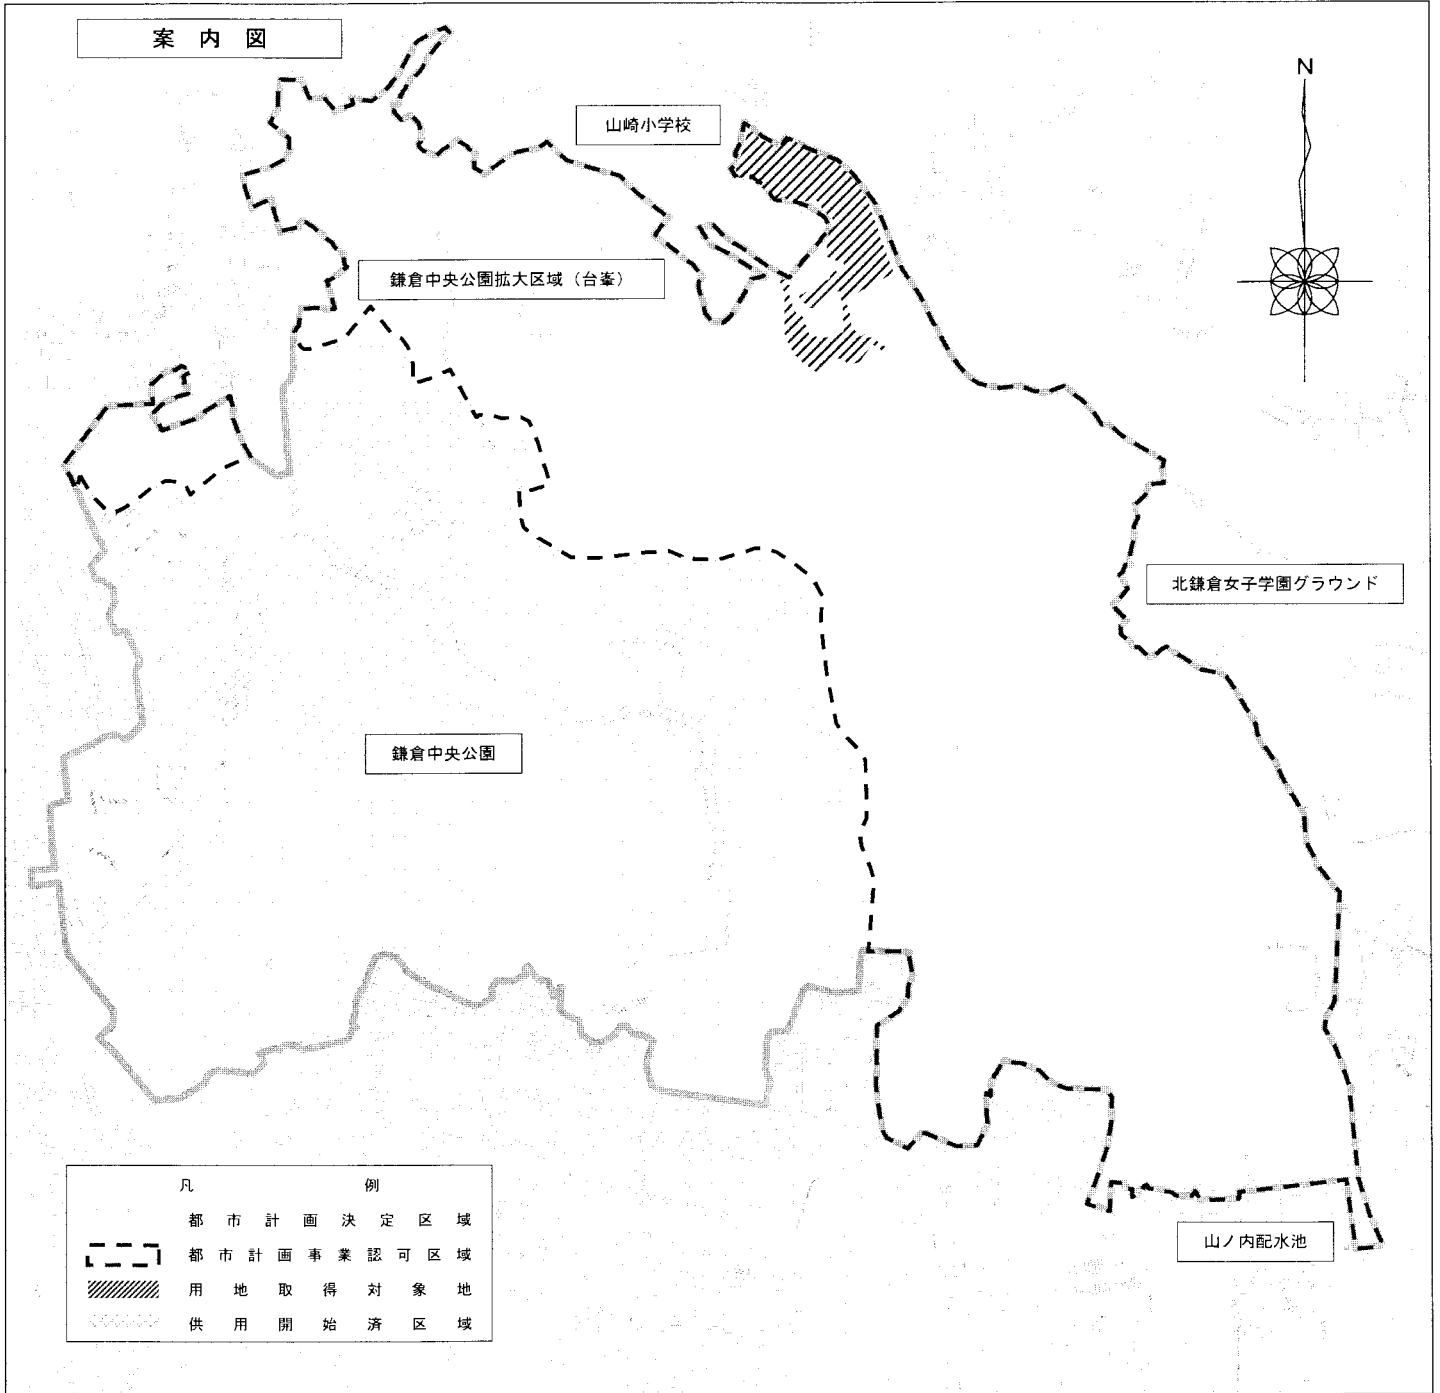 案内図
N
山崎小学校
鎌倉中央公園拡大区域（台峯）
北鎌倉女子学園グラウンド
鎌倉中央公園
山ノ内配水池
凡例
都市計画決定区域
都市計画事業認可区域
用地取得対象地
供用開始済区域